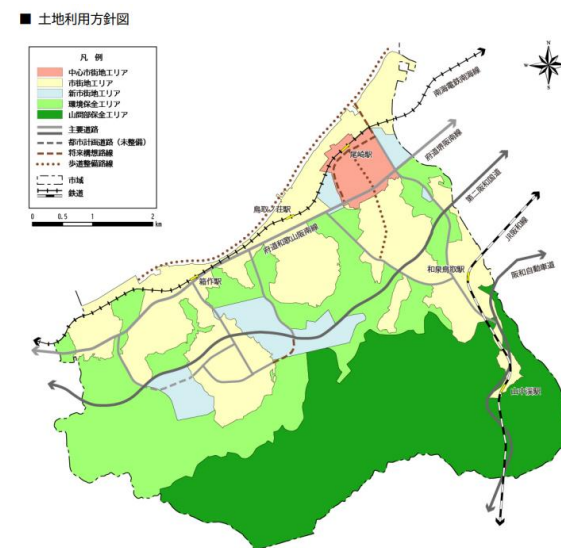 ■ 土地利用方針図
凡 例
中心市街地エリア
市街地エリア
新市街地エリア
環境保全エリア
山間部保全エリア
主要道路
都市計画道路（未整備）
将来構想路線
歩道整備路線
市域
鉄道
0 0.5 1 2
km
N
S
南海電鉄南海線
尾崎駅
府道堺阪南線
第二阪和国道
鳥取ノ荘駅
JR阪和線
府道和歌山阪南線
和泉鳥取駅
阪和自動車道
箱作駅
山中渓駅